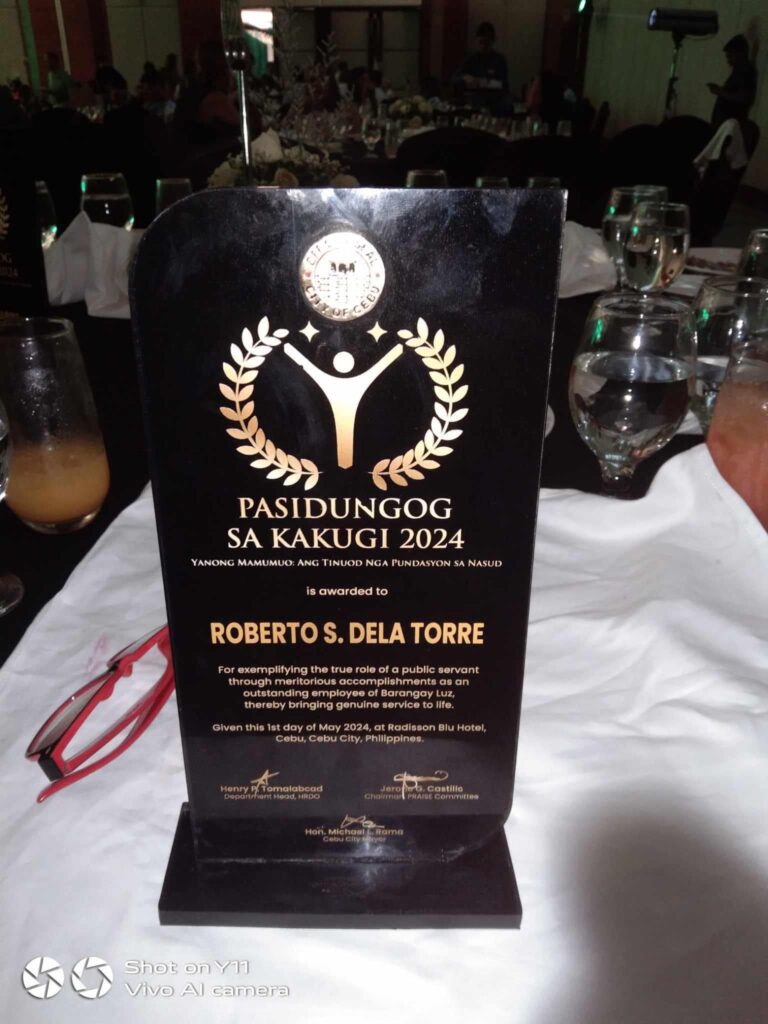 CITY OF CEBU
PASIDUNGOG
SA KAKUGI 2024
YANONG MAMUMUO: ANG TINUOD NGA PUNDASYON SA NASUD
is awarded to
ROBERTO S. DELA TORRE
For exemplifying the true role of a public servant
through meritorious accomplishments as an
outstanding employee of Barangay Luz,
thereby bringing genuine service to life.
Given this 1st day of May 2024, at Radisson Blu Hotel,
Cebu, Cebu City, Philippines.
Henry P. Tomalabcad
Department Head, HRDO
Jerone G. Castillo
Chairman, PRAISE Committee
Hon. Michael L. Rama
Cebu City Mayor
Shot on Y11
Vivo AI camera